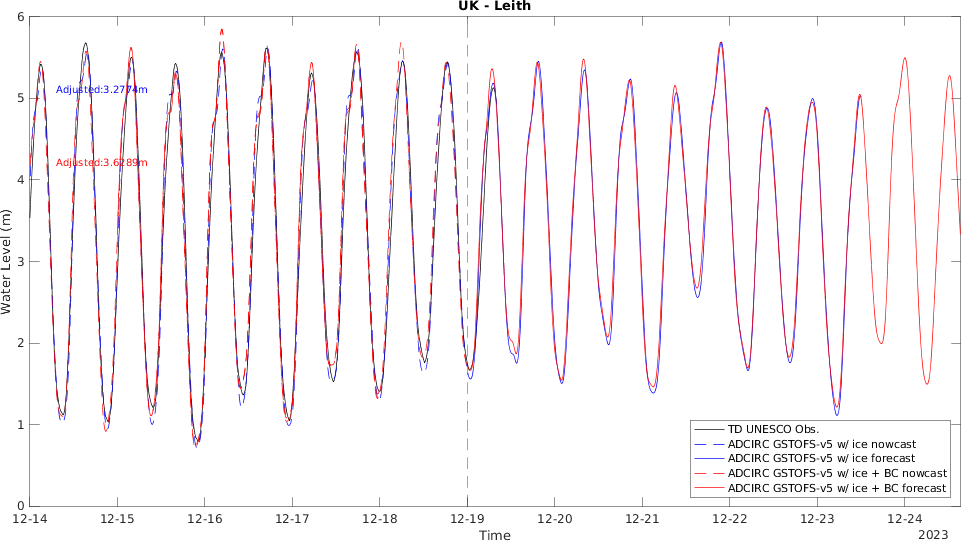 UK - Leith
6
5
4
3
2
1
0
Water Level (m)
Adjusted:3.2774m
Adjusted:3.6289m
TD UNESCO Obs.
ADCIRC GSTOFS-v5 w/ ice nowcast
ADCIRC GSTOFS-v5 w/ ice forecast
ADCIRC GSTOFS-v5 w/ ice + BC nowcast
ADCIRC GSTOFS-v5 w/ ice + BC forecast
12-14 12-15 12-16 12-17 12-18 12-19 12-20 12-21 12-22 12-23 12-24
Time
2023